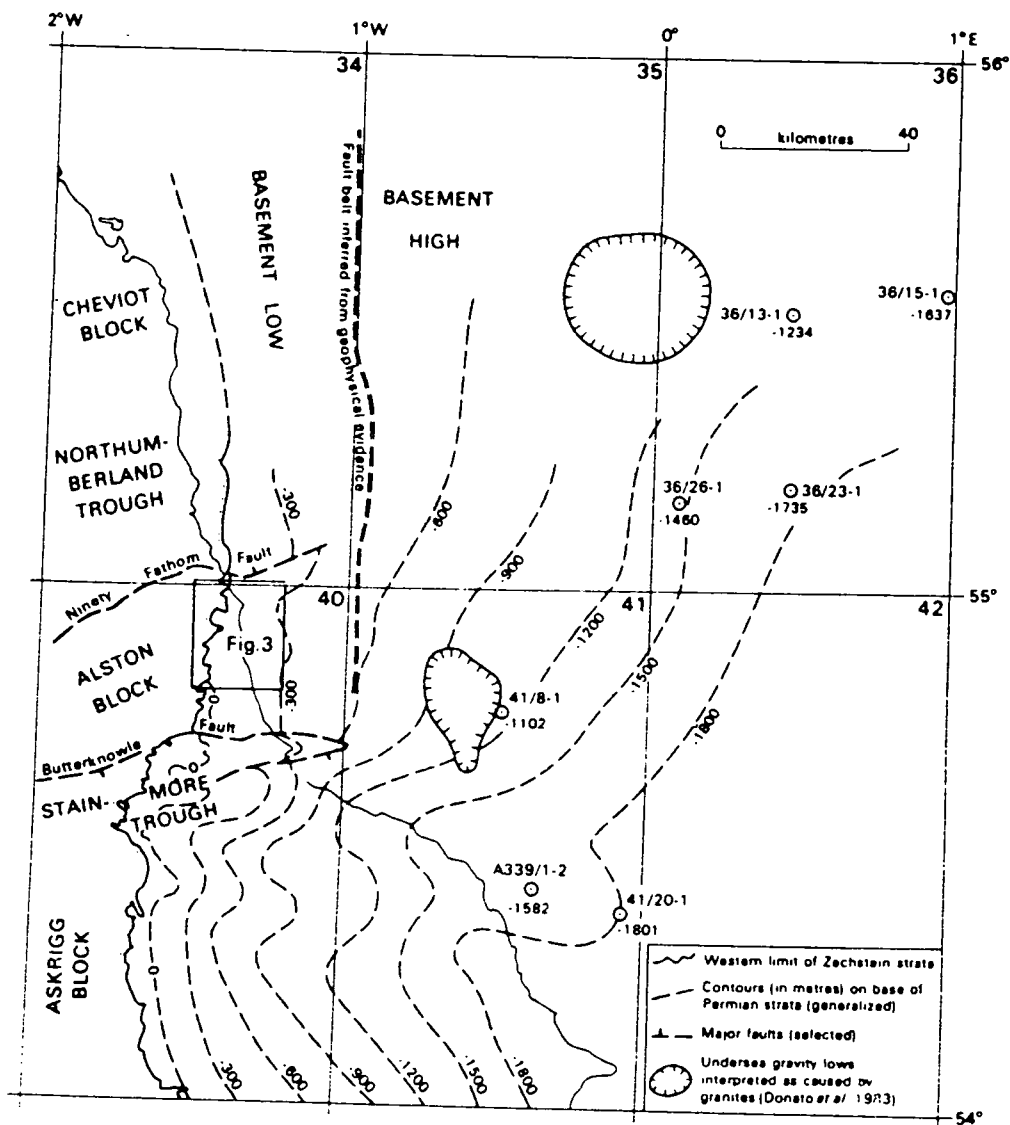 2°W
1°W
0°
1°E
34
35
36
56°
0 kilometres 40
Fault belt inferred from geophysical evidence
BASEMENT LOW
BASEMENT
HIGH
CHEVIOT
BLOCK
36/15-1
-1637
36/13-1
-1234
NORTHUM-
BERLAND
TROUGH
-300
-600
36/26-1
-1460
36/23-1
-1735
-900
Ninety Fathom Fault
40
41
42
55°
Fig.3
-1200
ALSTON
BLOCK
-1500
-300
0
41/8-1
-1102
-1800
Butterknowle Fault
0
STAIN-
MORE
TROUGH
A339/1-2
-1582
41/20-1
-1801
ASKRIGG
BLOCK
0
-300
-600
-900
-1200
-1500
-1800
Western limit of Zechstein strata
Contours (in metres) on base of
Permian strata (generalized)
Major faults (selected)
Undersea gravity lows
interpreted as caused by
granites (Donato et al. 1983)
54°